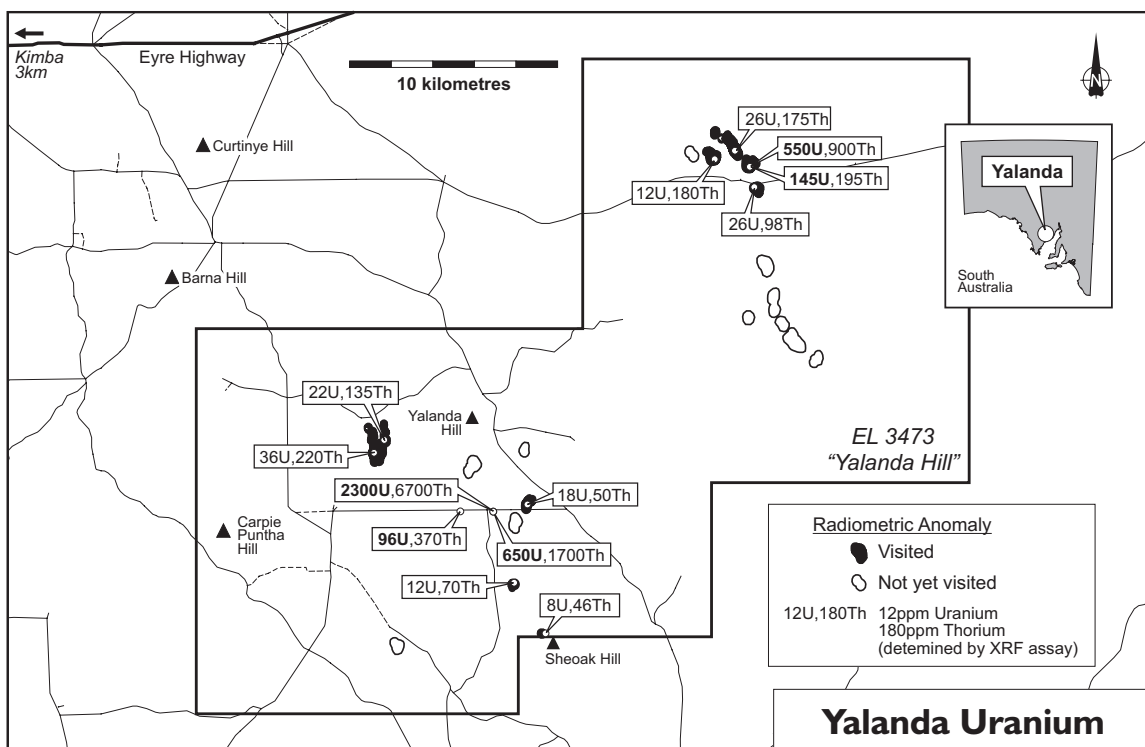 Kimba
3km
Eyre Highway
10 kilometres
N
Curtinye Hill
26U,175Th
550U,900Th
145U,195Th
12U,180Th
26U,98Th
Yalanda
South
Australia
Barna Hill
22U,135Th
Yalanda
Hill
36U,220Th
EL 3473
“Yalanda Hill”
2300U,6700Th
18U,50Th
Carpie
Puntha
Hill
96U,370Th
650U,1700Th
12U,70Th
8U,46Th
Sheoak Hill
Radiometric Anomaly
Visited
Not yet visited
12U,180Th 12ppm Uranium
180ppm Thorium
(detemined by XRF assay)
Yalanda Uranium